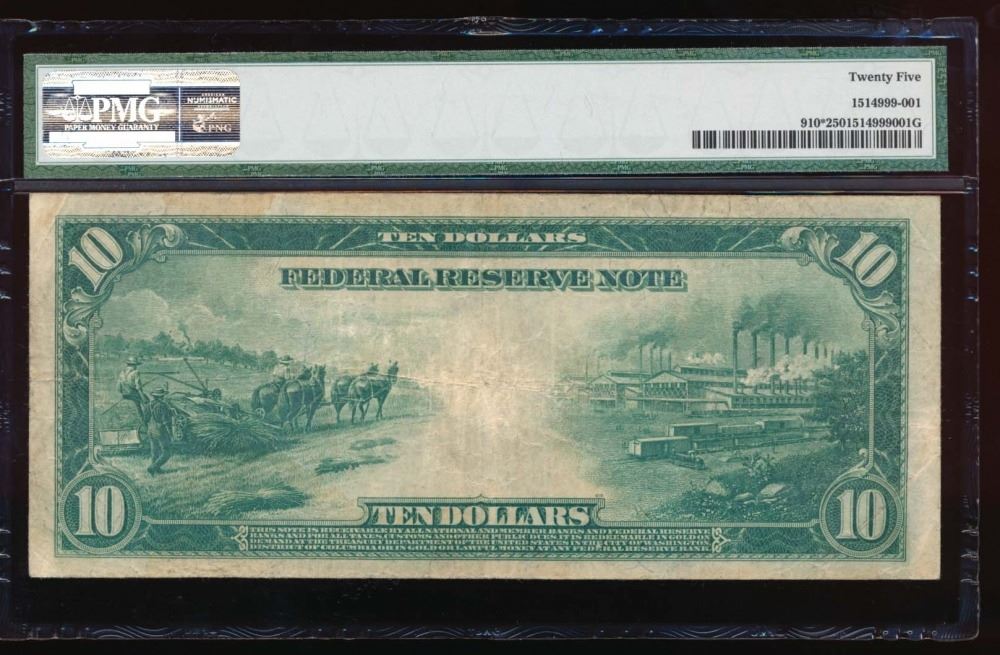 PMG
PAPER MONEY GUARANTY
AMERICAN
NUMISMATIC
PNG
Twenty Five
1514999-001
910*2501514999001G
10
TEN DOLLARS
10
FEDERAL RESERVE NOTE
10
TEN DOLLARS
10
THIS NOTE IS RECEIVABLE BY ALL NATIONAL AND MEMBER BANKS AND FEDERAL RESERVE
BANKS AND FOR ALL TAXES, CUSTOMS AND OTHER PUBLIC DUES. IT IS REDEEMABLE IN GOLD ON
DEMAND AT THE TREASURY DEPARTMENT OF THE UNITED STATES IN THE CITY OF WASHINGTON,
DISTRICT OF COLUMBIA OR IN GOLD OR LAWFUL MONEY AT ANY FEDERAL RESERVE BANK.